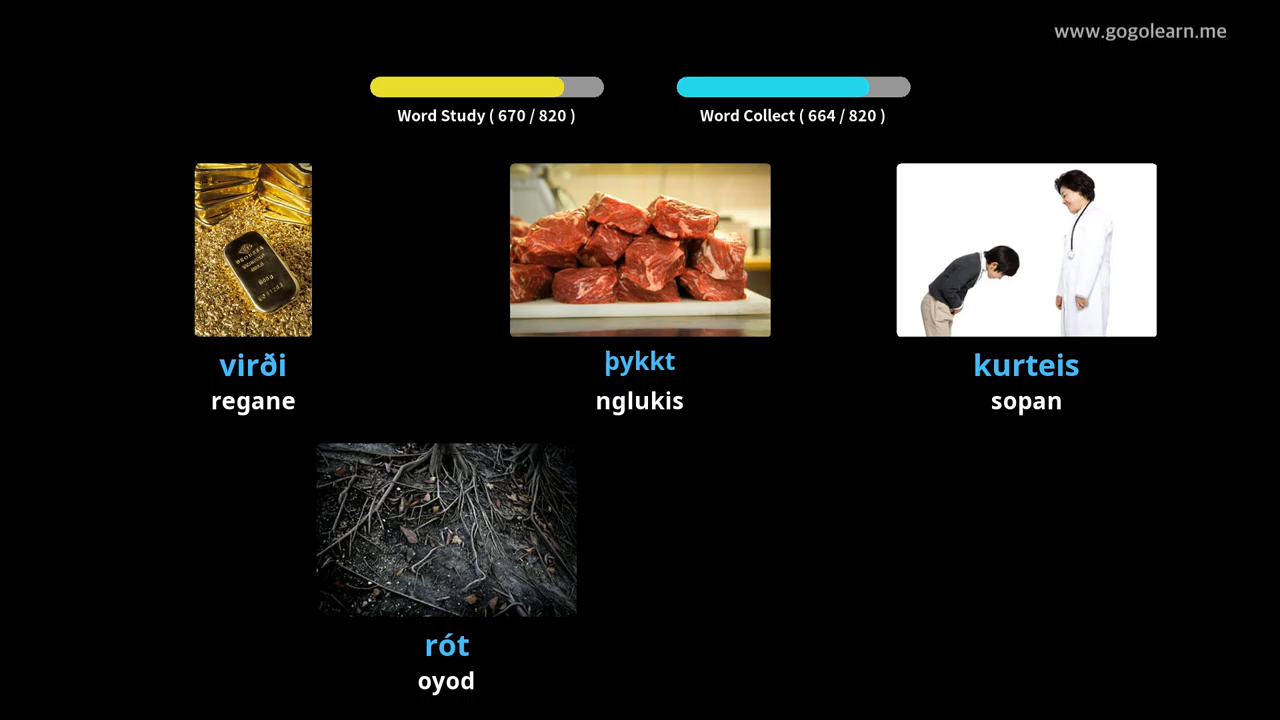 www.gogolearn.me
Word Study ( 670 / 820 )
Word Collect ( 664 / 820 )
virði
regane
þykkt
nglukis
kurteis
sopan
rót
oyod